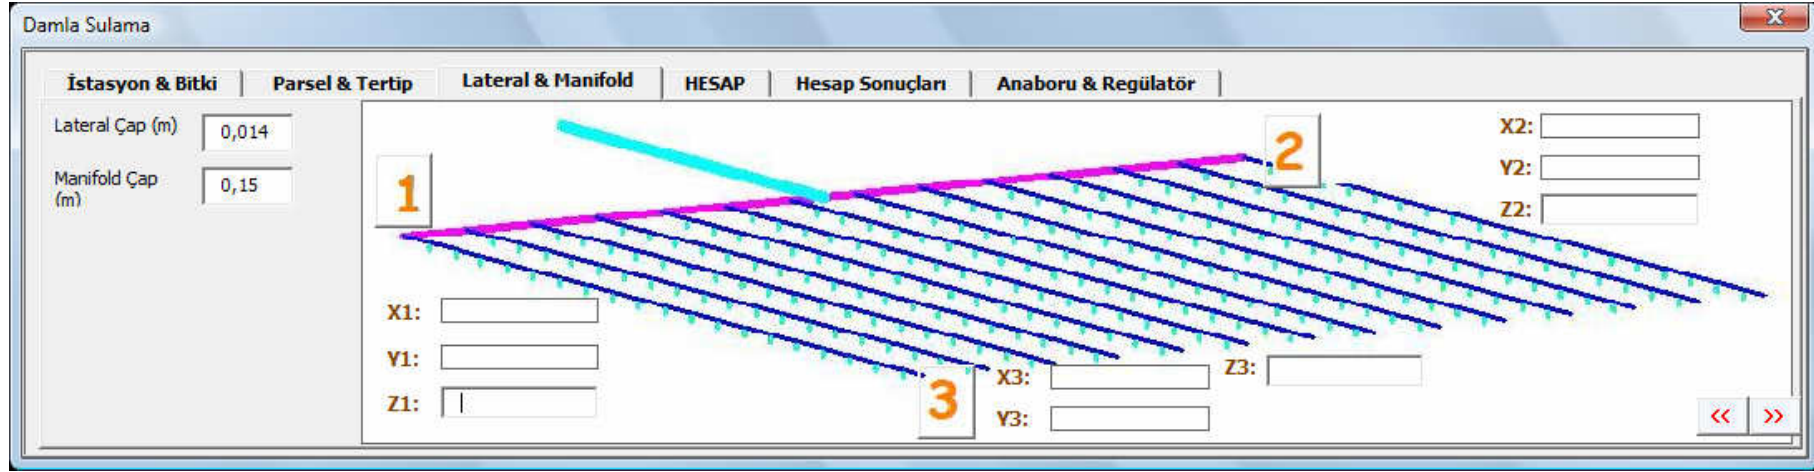 Damla Sulama
X
İstasyon & Bitki
Parsel & Tertip
Lateral & Manifold
HESAP
Hesap Sonuçları
Anaboru & Regülatör
Lateral Çap (m)
0,014
Manifold Çap
(m)
0,15
1
2
3
X1:
Y1:
Z1:
X2:
Y2:
Z2:
X3:
Y3:
Z3:
<< >>